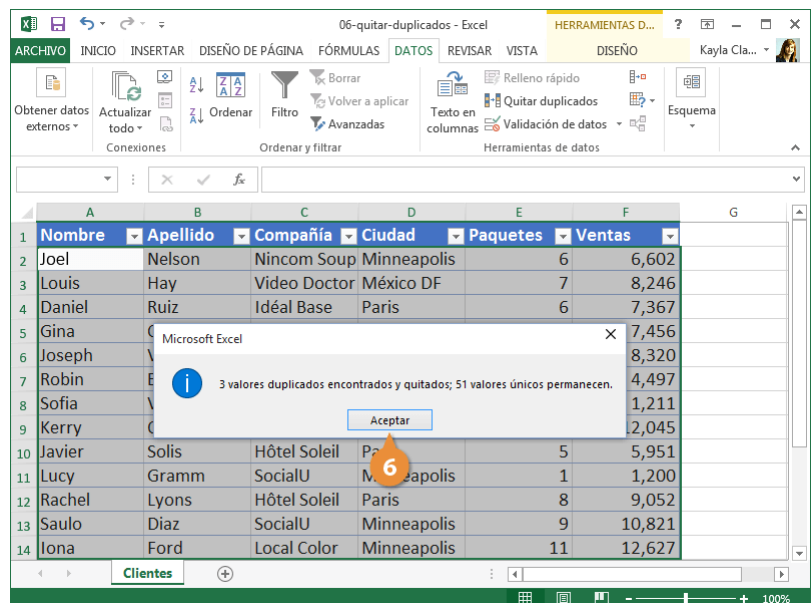 06-quitar-duplicados - Excel
HERRAMIENTAS D...
?
ARCHIVO INICIO INSERTAR DISEÑO DE PÁGINA FÓRMULAS DATOS REVISAR VISTA DISEÑO Kayla Cla...
Obtener datos externos
Actualizar todo
Conexiones
Ordenar
Filtro
Borrar
Volver a aplicar
Avanzadas
Ordenar y filtrar
Texto en columnas
Relleno rápido
Quitar duplicados
Validación de datos
Herramientas de datos
Esquema
fx
A B C D E F G
1 Nombre Apellido Compañía Ciudad Paquetes Ventas
2 Joel Nelson Nincom Soup Minneapolis 6 6,602
3 Louis Hay Video Doctor México DF 7 8,246
4 Daniel Ruiz Idéal Base Paris 6 7,367
5 Gina 7,456
6 Joseph 8,320
7 Robin 4,497
8 Sofia 1,211
9 Kerry 2,045
Microsoft Excel
3 valores duplicados encontrados y quitados; 51 valores únicos permanecen.
Aceptar
6
10 Javier Solis Hôtel Soleil 5 5,951
11 Lucy Gramm SocialU 1 1,200
12 Rachel Lyons Hôtel Soleil Paris 8 9,052
13 Saulo Diaz SocialU Minneapolis 9 10,821
14 Iona Ford Local Color Minneapolis 11 12,627
Clientes
100%